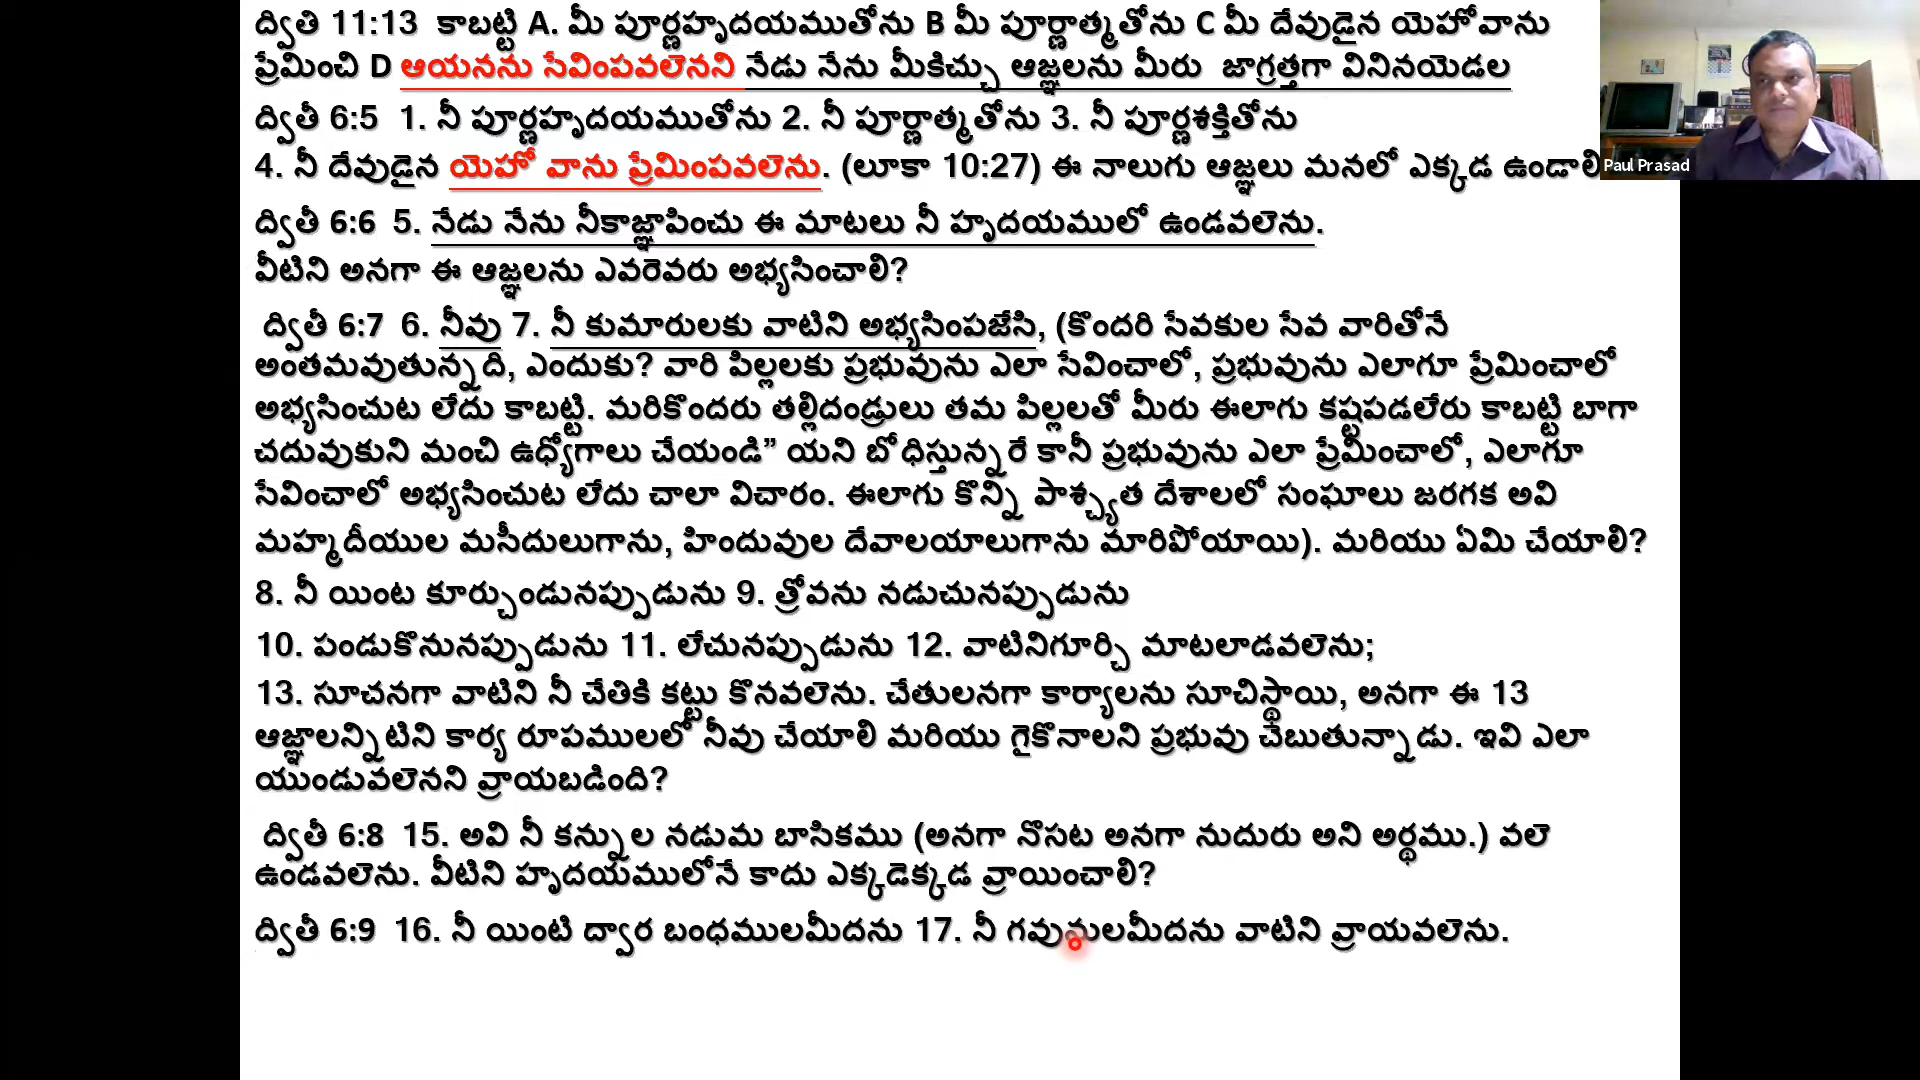 ద్వితి 11:13 కాబట్టి A. మీ పూర్ణహృదయముతోను B మీ పూర్ణాత్మతోను C మీ దేవుడైన యెహోవాను
ప్రేమించి D ఆయనను సేవింపవలెనని నేడు నేను మీకిచ్చు ఆజ్ఞలను మీరు జాగ్రత్తగా వినినయెడల
ద్వితీ 6:5 1. నీ పూర్ణహృదయముతోను 2. నీ పూర్ణాత్మతోను 3. నీ పూర్ణశక్తితోను
4. నీ దేవుడైన యెహో వాను ప్రేమింపవలెను. (లూకా 10:27) ఈ నాలుగు ఆజ్ఞలు మనలో ఎక్కడ ఉండాలి
Paul Prasad
ద్వితీ 6:6 5. నేడు నేను నీకాజ్ఞాపించు ఈ మాటలు నీ హృదయములో ఉండవలెను.
వీటిని అనగా ఈ ఆజ్ఞలను ఎవరెవరు అభ్యసించాలి?
ద్వితీ 6:7 6. నీవు 7. నీ కుమారులకు వాటిని అభ్యసింపజేసి, (కొందరి సేవకుల సేవ వారితోనే
అంతమవుతున్నది, ఎందుకు? వారి పిల్లలకు ప్రభువును ఎలా సేవించాలో, ప్రభువును ఎలాగూ ప్రేమించాలో
అభ్యసించుట లేదు కాబట్టి. మరికొందరు తల్లిదండ్రులు తమ పిల్లలతో మీరు ఈలాగు కష్టపడలేరు కాబట్టి బాగా
చదువుకుని మంచి ఉధ్యోగాలు చేయండి” యని బోధిస్తున్నరే కానీ ప్రభువును ఎలా ప్రేమించాలో, ఎలాగూ
సేవించాలో అభ్యసించుట లేదు చాలా విచారం. ఈలాగు కొన్ని పాశ్చ్యత దేశాలలో సంఘాలు జరగక అవి
మహ్మదీయుల మసీదులుగాను, హిందువుల దేవాలయాలుగాను మారిపోయాయి). మరియు ఏమి చేయాలి?
8. నీ యింట కూర్చుండునప్పుడును 9. త్రోవను నడుచునప్పుడును
10. పండుకొనునప్పుడును 11. లేచునప్పుడును 12. వాటినిగూర్చి మాటలాడవలెను;
13. సూచనగా వాటిని నీ చేతికి కట్టు కొనవలెను. చేతులనగా కార్యాలను సూచిస్థాయి, అనగా ఈ 13
ఆజ్ఞాలన్నిటిని కార్య రూపములలో నీవు చేయాలి మరియు గైకొనాలని ప్రభువు చెబుతున్నాడు. ఇవి ఎలా
యుండువలెనని వ్రాయబడింది?
ద్వితీ 6:8 15. అవి నీ కన్నుల నడుమ బాసికము (అనగా నొసట అనగా నుదురు అని అర్థము.) వలె
ఉండవలెను. వీటిని హృదయములోనే కాదు ఎక్కడెక్కడ వ్రాయించాలి?
ద్వితీ 6:9 16. నీ యింటి ద్వార బంధములమీదను 17. నీ గవునులమీదను వాటిని వ్రాయవలెను.